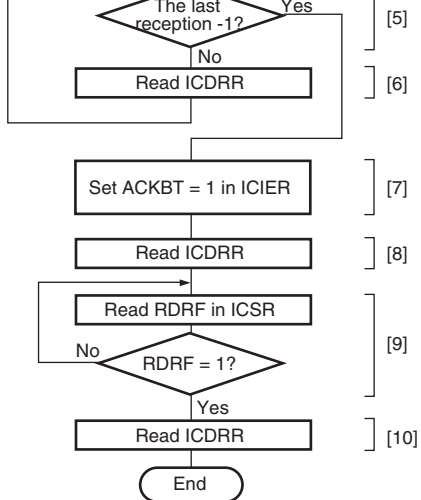 The last
reception -1?
Yes
[5]
No
Read ICDRR
[6]
Set ACKBT = 1 in ICIER
[7]
Read ICDRR
[8]
Read RDRF in ICSR
[9]
No
RDRF = 1?
Yes
Read ICDRR
[10]
End